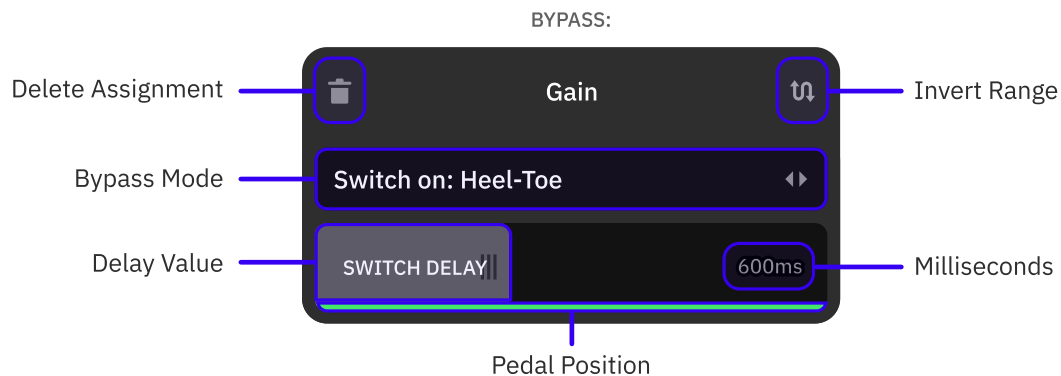 BYPASS:
Delete Assignment
Gain
Invert Range
Bypass Mode
Switch on: Heel-Toe
Delay Value
SWITCH DELAY
600ms
Milliseconds
Pedal Position